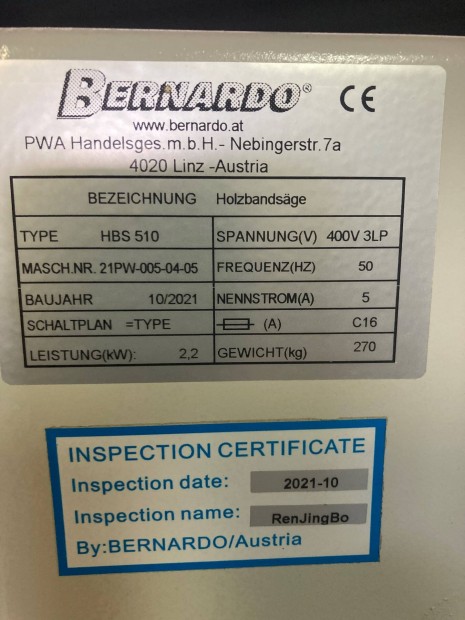 BERNARDO® CE
www.bernardo.at
PWA Handelsges.m.b.H.- Nebingerstr.7a
4020 Linz -Austria
BEZEICHNUNG Holzbandsäge
TYPE HBS 510 SPANNUNG(V) 400V 3LP
MASCH.NR. 21PW-005-04-05 FREQUENZ(HZ) 50
BAUJAHR 10/2021 NENNSTROM(A) 5
SCHALTPLAN =TYPE (A) C16
LEISTUNG(kW): 2,2 GEWICHT(kg) 270
INSPECTION CERTIFICATE
Inspection date: 2021-10
Inspection name: RenJingBo
By:BERNARDO/Austria